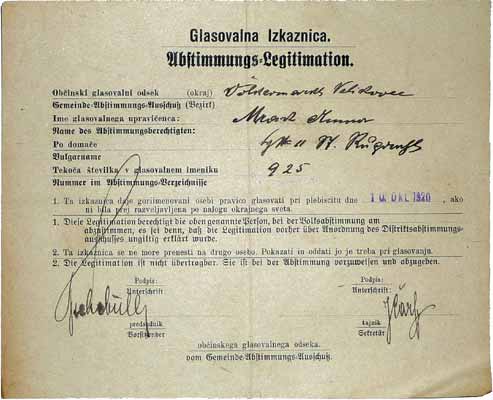 Glasovalna Izkaznica.
Abstimmungs-Legitimation.
Občinski glasovalni odsek (okraj) Völkermarkt Velikovec
Gemeinde-Abstimmungs-Ausschuß (Bezirk)
Ime glasovalnega upravičenca:
Name des Abstimmungsberechtigten:
Po domače
Vulgarname
Tekoča številka v glasovalnem imeniku 925
Nummer im Abstimmungs-Verzeichnisse
1. Ta izkaznica daje goriimenovani osebi pravico glasovati pri plebiscitu dne 10. OKT. 1920, ako
ni bila prej razveljavljena po nalogu okrajnega sveta.
1. Diese Legitimation berechtigt die oben genannte Person, bei der Volksabstimmung am
abzustimmen, es sei denn, daß die Legitimation vorher über Anordnung des Distriktsabstimmungs-
ausschusses ungiltig erklärt wurde.
2. Ta izkaznica se ne more prenesti na drugo osebo. Pokazati in oddati jo je treba pri glasovanju.
2. Die Legitimation ist nicht übertragbar. Sie ist bei der Abstimmung vorzuweisen und abzugeben.
Podpis: Podpis:
Unterschrift Unterschrift:
predsednik tajnik
Vorsitzender Sekretär
občinskega glasovalnega odseka.
vom Gemeinde-Abstimmungs-Ausschuß.